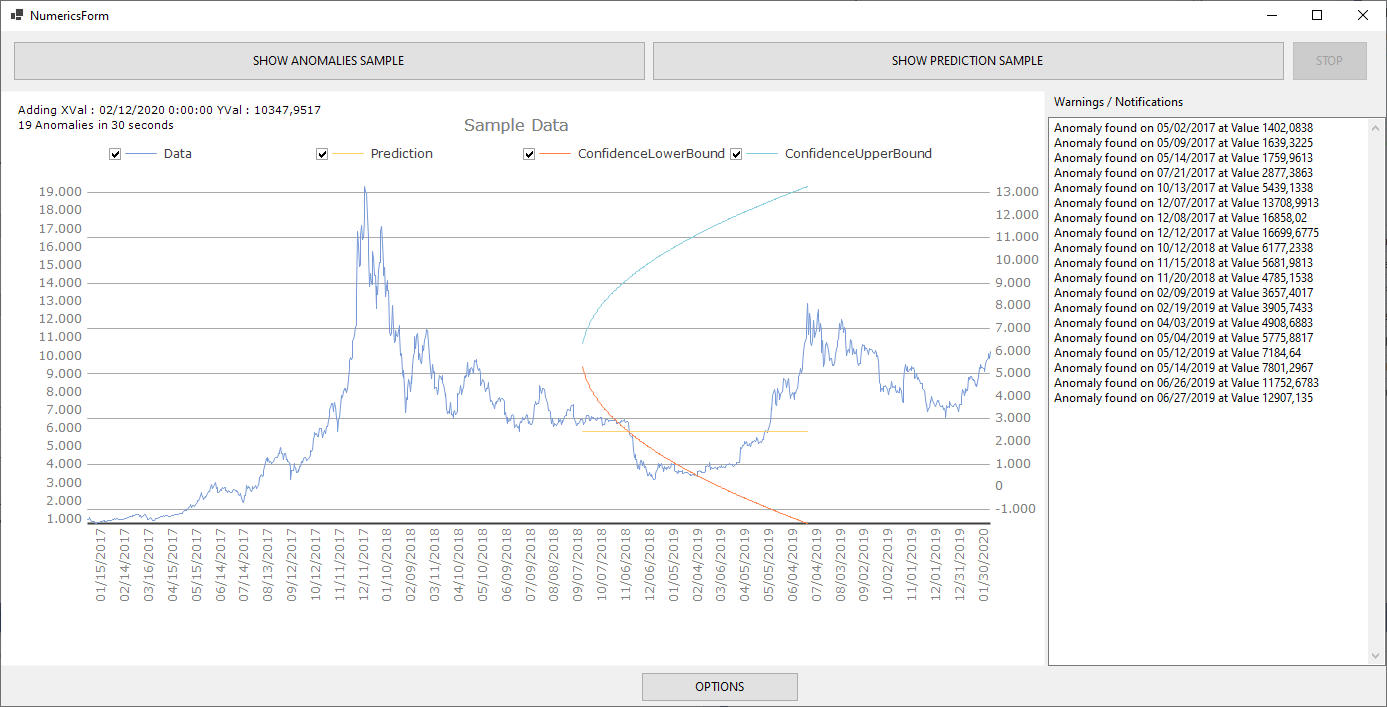 NumericsForm
SHOW ANOMALIES SAMPLE
SHOW PREDICTION SAMPLE
STOP
Adding XVal : 02/12/2020 0:00:00 YVal : 10347,9517
19 Anomalies in 30 seconds
Sample Data
Data
Prediction
ConfidenceLowerBound
ConfidenceUpperBound
19.000
18.000
17.000
16.000
15.000
14.000
13.000
12.000
11.000
10.000
9.000
8.000
7.000
6.000
5.000
4.000
3.000
2.000
1.000
13.000
12.000
11.000
10.000
9.000
8.000
7.000
6.000
5.000
4.000
3.000
2.000
1.000
0
-1.000
01/15/2017
02/14/2017
03/16/2017
04/15/2017
05/15/2017
06/14/2017
07/14/2017
08/13/2017
09/12/2017
10/12/2017
11/11/2017
12/11/2017
01/10/2018
02/09/2018
03/11/2018
04/10/2018
05/10/2018
06/09/2018
07/09/2018
08/08/2018
09/07/2018
10/07/2018
11/06/2018
12/06/2018
01/05/2019
02/04/2019
03/06/2019
04/05/2019
05/05/2019
06/04/2019
07/04/2019
08/03/2019
09/02/2019
10/02/2019
11/01/2019
12/01/2019
12/31/2019
01/30/2020
Warnings / Notifications
Anomaly found on 05/02/2017 at Value 1402,0838
Anomaly found on 05/09/2017 at Value 1639,3225
Anomaly found on 05/14/2017 at Value 1759,9613
Anomaly found on 07/21/2017 at Value 2877,3863
Anomaly found on 10/13/2017 at Value 5439,1338
Anomaly found on 12/07/2017 at Value 13708,9913
Anomaly found on 12/08/2017 at Value 16858,02
Anomaly found on 12/12/2017 at Value 16699,6775
Anomaly found on 10/12/2018 at Value 6177,2338
Anomaly found on 11/15/2018 at Value 5681,9813
Anomaly found on 11/20/2018 at Value 4785,1538
Anomaly found on 02/09/2019 at Value 3657,4017
Anomaly found on 02/19/2019 at Value 3905,7433
Anomaly found on 04/03/2019 at Value 4908,6883
Anomaly found on 05/04/2019 at Value 5775,8817
Anomaly found on 05/12/2019 at Value 7184,64
Anomaly found on 05/14/2019 at Value 7801,2967
Anomaly found on 06/26/2019 at Value 11752,6783
Anomaly found on 06/27/2019 at Value 12907,135
OPTIONS